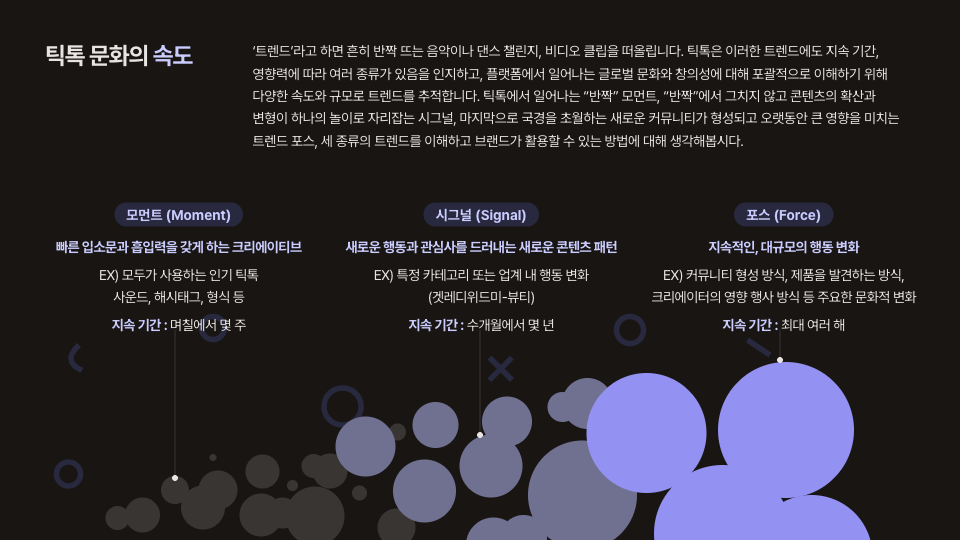 틱톡 문화의 속도
‘트렌드’라고 하면 흔히 반짝 뜨는 음악이나 댄스 챌린지, 비디오 클립을 떠올립니다. 틱톡은 이러한 트렌드에도 지속 기간,
영향력에 따라 여러 종류가 있음을 인지하고, 플랫폼에서 일어나는 글로벌 문화와 창의성에 대해 포괄적으로 이해하기 위해
다양한 속도와 규모로 트렌드를 추적합니다. 틱톡에서 일어나는 “반짝” 모먼트, “반짝”에서 그치지 않고 콘텐츠의 확산과
변형이 하나의 놀이로 자리잡는 시그널, 마지막으로 국경을 초월하는 새로운 커뮤니티가 형성되고 오랫동안 큰 영향을 미치는
트렌드 포스, 세 종류의 트렌드를 이해하고 브랜드가 활용할 수 있는 방법에 대해 생각해봅시다.
모먼트 (Moment)
빠른 입소문과 흡입력을 갖게 하는 크리에이티브
EX) 모두가 사용하는 인기 틱톡
사운드, 해시태그, 형식 등
지속 기간 : 며칠에서 몇 주
시그널 (Signal)
새로운 행동과 관심사를 드러내는 새로운 콘텐츠 패턴
EX) 특정 카테고리 또는 업계 내 행동 변화
(겟레디위드미-뷰티)
지속 기간 : 수개월에서 몇 년
포스 (Force)
지속적인, 대규모의 행동 변화
EX) 커뮤니티 형성 방식, 제품을 발견하는 방식,
크리에이터의 영향 행사 방식 등 주요한 문화적 변화
지속 기간 : 최대 여러 해